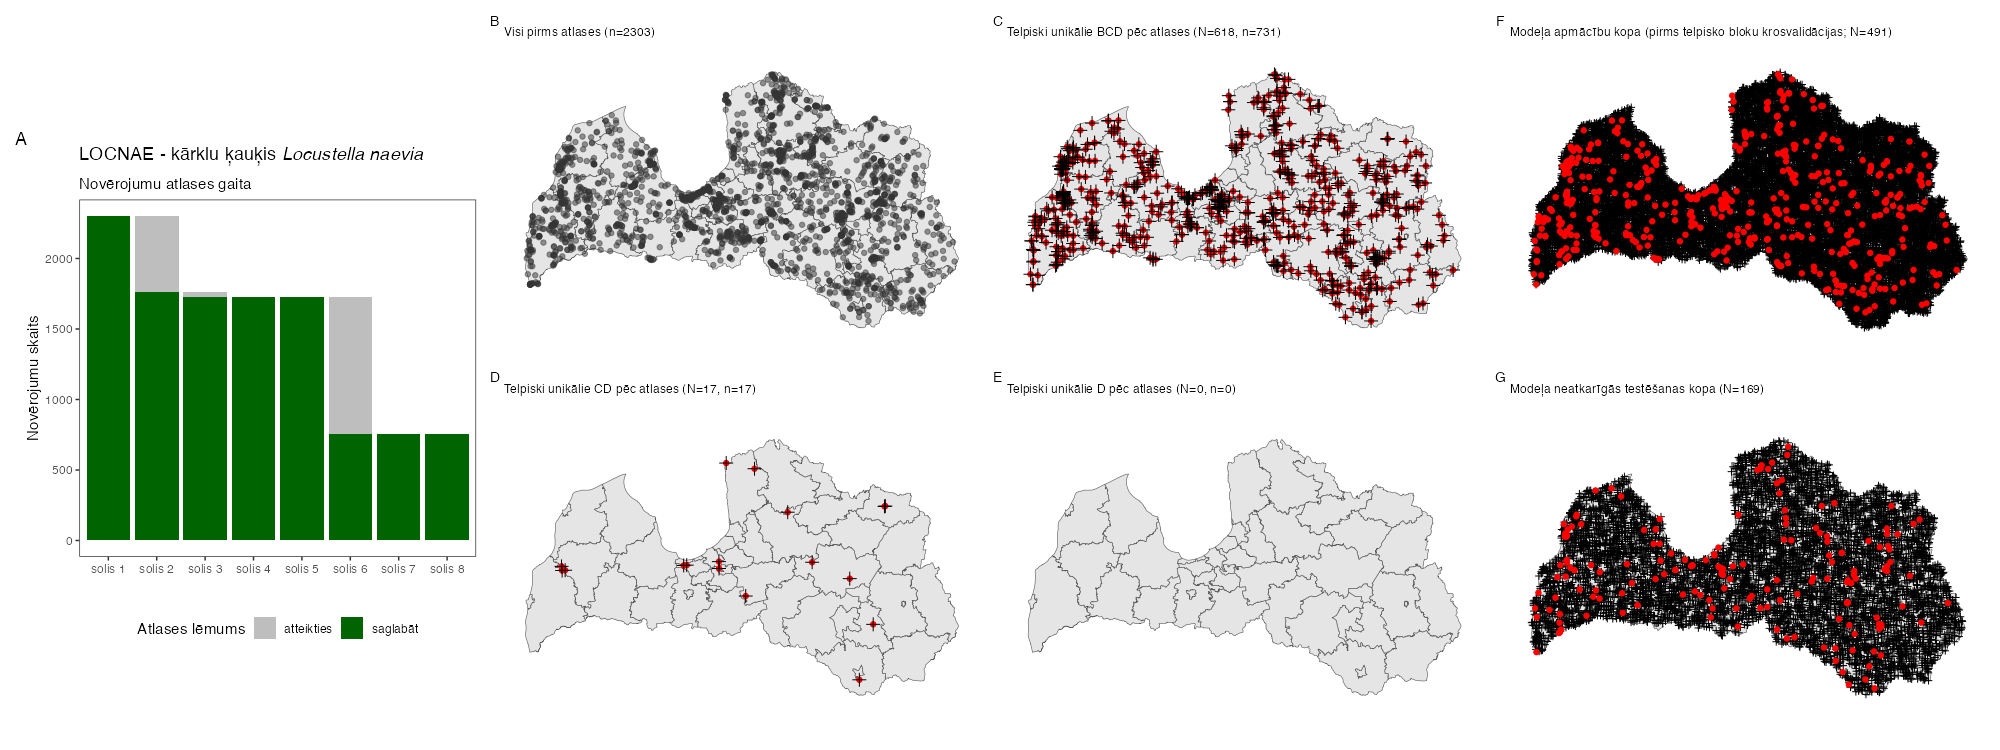 A
LOCNAE - kārklu ķauķis Locustella naevia
Novērojumu atlases gaita
Novērojumu skaits
2000
1500
1000
500
0
solis 1 solis 2 solis 3 solis 4 solis 5 solis 6 solis 7 solis 8
Atlases lēmums atteikties saglabāt
B
Visi pirms atlases (n=2303)
C
Telpiski unikālie BCD pēc atlases (N=618, n=731)
F
Modeļa apmācību kopa (pirms telpisko bloku krosvalidācijas; N=491)
D
Telpiski unikālie CD pēc atlases (N=17, n=17)
E
Telpiski unikālie D pēc atlases (N=0, n=0)
G
Modeļa neatkarīgās testēšanas kopa (N=169)